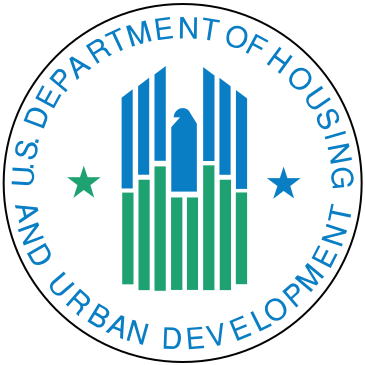 U.S. DEPARTMENT OF HOUSING
AND URBAN DEVELOPMENT